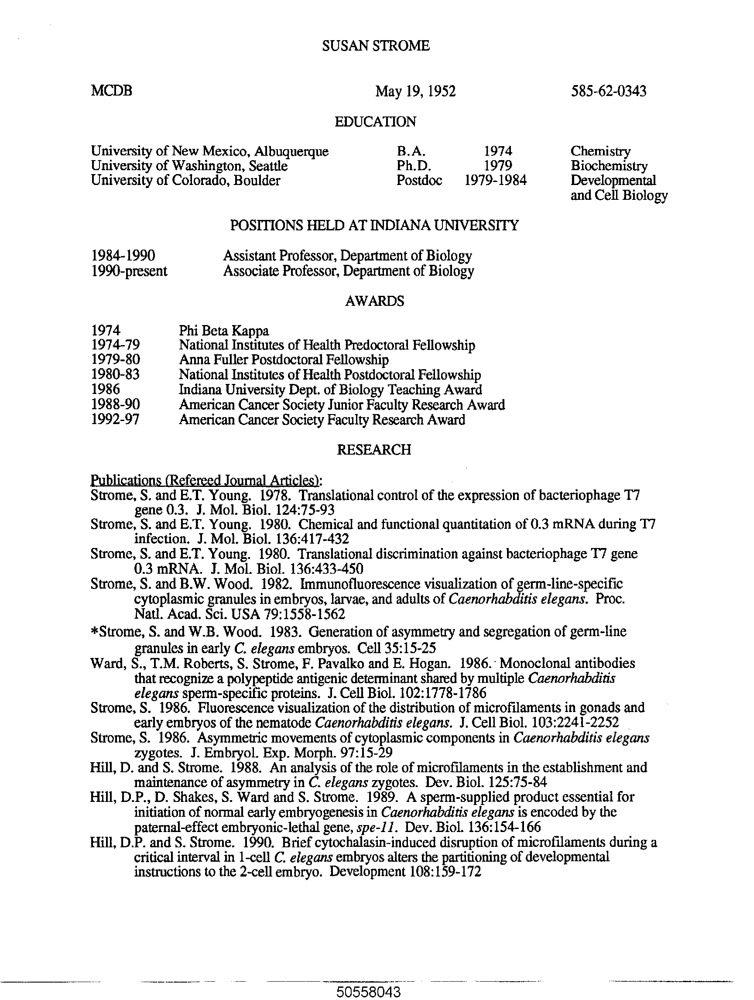 SUSAN STROME
MCDB May 19, 1952 585-62-0343
EDUCATION
University of New Mexico, Albuquerque B.A. 1974 Chemistry
University of Washington, Seattle Ph.D. 1979 Biochemistry
University of Colorado, Boulder Postdoc 1979-1984 Developmental
and Cell Biology
POSITIONS HELD AT INDIANA UNIVERSITY
1984-1990 Assistant Professor, Department of Biology
1990-present Associate Professor, Department of Biology
AWARDS
1974 Phi Beta Kappa
1974-79 National Institutes of Health Predoctoral Fellowship
1979-80 Anna Fuller Postdoctoral Fellowship
1980-83 National Institutes of Health Postdoctoral Fellowship
1986 Indiana University Dept. of Biology Teaching Award
1988-90 American Cancer Society Junior Faculty Research Award
1992-97 American Cancer Society Faculty Research Award
RESEARCH
Publications (Refereed Journal Articles):
Strome, S. and E.T. Young. 1978. Translational control of the expression of bacteriophage T7
gene 0.3. J. Mol. Biol. 124:75-93
Strome, S. and E.T. Young. 1980. Chemical and functional quantitation of 0.3 mRNA during T7
infection. J. Mol. Biol. 136:417-432
Strome, S. and E.T. Young. 1980. Translational discrimination against bacteriophage T7 gene
0.3 mRNA. J. Mol. Biol. 136:433-450
Strome, S. and B.W. Wood. 1982. Immunofluorescence visualization of germ-line-specific
cytoplasmic granules in embryos, larvae, and adults of Caenorhabditis elegans. Proc.
Natl. Acad. Sci. USA 79:1558-1562
*Strome, S. and W.B. Wood. 1983. Generation of asymmetry and segregation of germ-line
granules in early C. elegans embryos. Cell 35:15-25
Ward, S., T.M. Roberts, S. Strome, F. Pavalko and E. Hogan. 1986. Monoclonal antibodies
that recognize a polypeptide antigenic determinant shared by multiple Caenorhabditis
elegans sperm-specific proteins. J. Cell Biol. 102:1778-1786
Strome, S. 1986. Fluorescence visualization of the distribution of microfilaments in gonads and
early embryos of the nematode Caenorhabditis elegans. J. Cell Biol. 103:2241-2252
Strome, S. 1986. Asymmetric movements of cytoplasmic components in Caenorhabditis elegans
zygotes. J. Embryol. Exp. Morph. 97:15-29
Hill, D. and S. Strome. 1988. An analysis of the role of microfilaments in the establishment and
maintenance of asymmetry in C. elegans zygotes. Dev. Biol. 125:75-84
Hill, D.P., D. Shakes, S. Ward and S. Strome. 1989. A sperm-supplied product essential for
initiation of normal early embryogenesis in Caenorhabditis elegans is encoded by the
paternal-effect embryonic-lethal gene, spe-11. Dev. Biol. 136:154-166
Hill, D.P. and S. Strome. 1990. Brief cytochalasin-induced disruption of microfilaments during a
critical interval in 1-cell C. elegans embryos alters the partitioning of developmental
instructions to the 2-cell embryo. Development 108:159-172
50558043